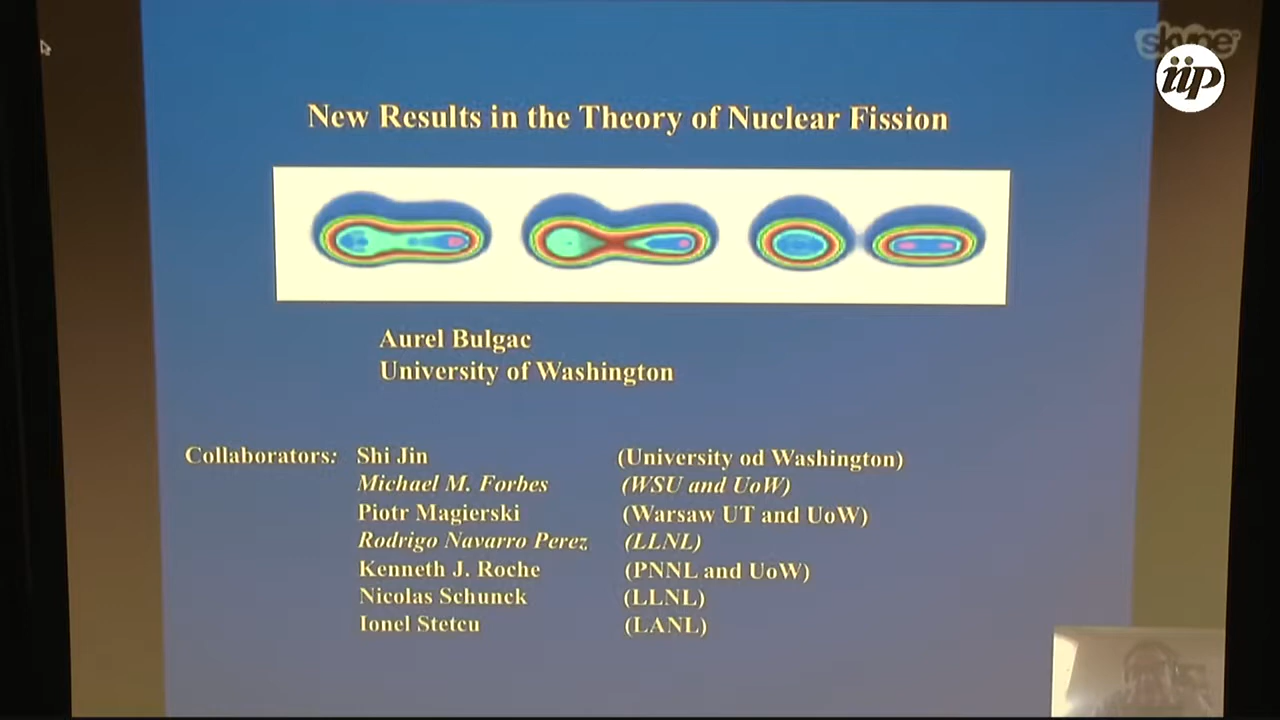 skype
iip
New Results in the Theory of Nuclear Fission
Aurel Bulgac
University of Washington
Collaborators: Shi Jin (University od Washington)
Michael M. Forbes (WSU and UoW)
Piotr Magierski (Warsaw UT and UoW)
Rodrigo Navarro Perez (LLNL)
Kenneth J. Roche (PNNL and UoW)
Nicolas Schunck (LLNL)
Ionel Stetcu (LANL)